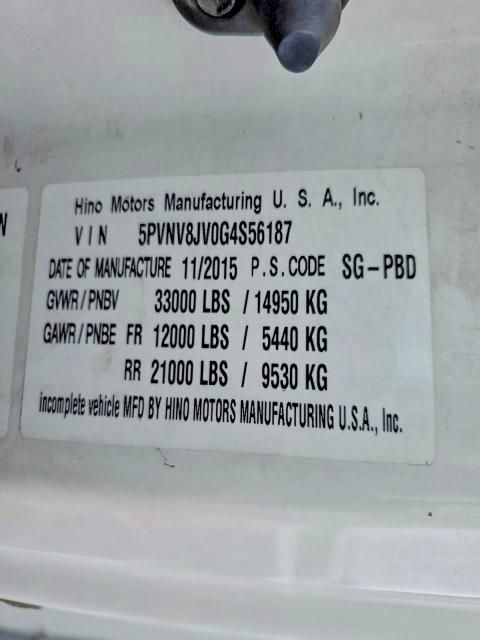 Hino Motors Manufacturing U. S. A., Inc.
VIN 5PVNV8JV0G4S56187
DATE OF MANUFACTURE 11/2015 P.S.CODE SG-PBD
GVWR/PNBV 33000 LBS / 14950 KG
GAWR/PNBE FR 12000 LBS / 5440 KG
RR 21000 LBS / 9530 KG
incomplete vehicle MFD BY HINO MOTORS MANUFACTURING U.S.A., Inc.